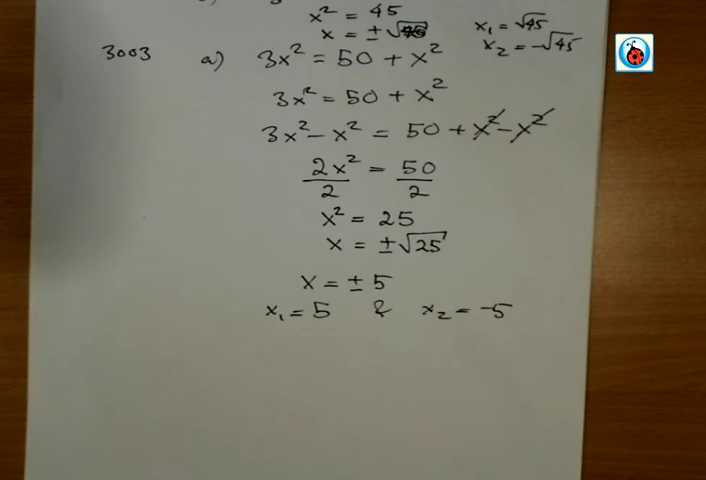 x² = 45
x = ±√45 x₁ = √45
x₂ = -√45
3003 a) 3x² = 50 + x²
3x² = 50 + x²
3x² - x² = 50 + x² - x²
2x²/2 = 50/2
x² = 25
x = ±√25
x = ± 5
x₁ = 5 & x₂ = -5